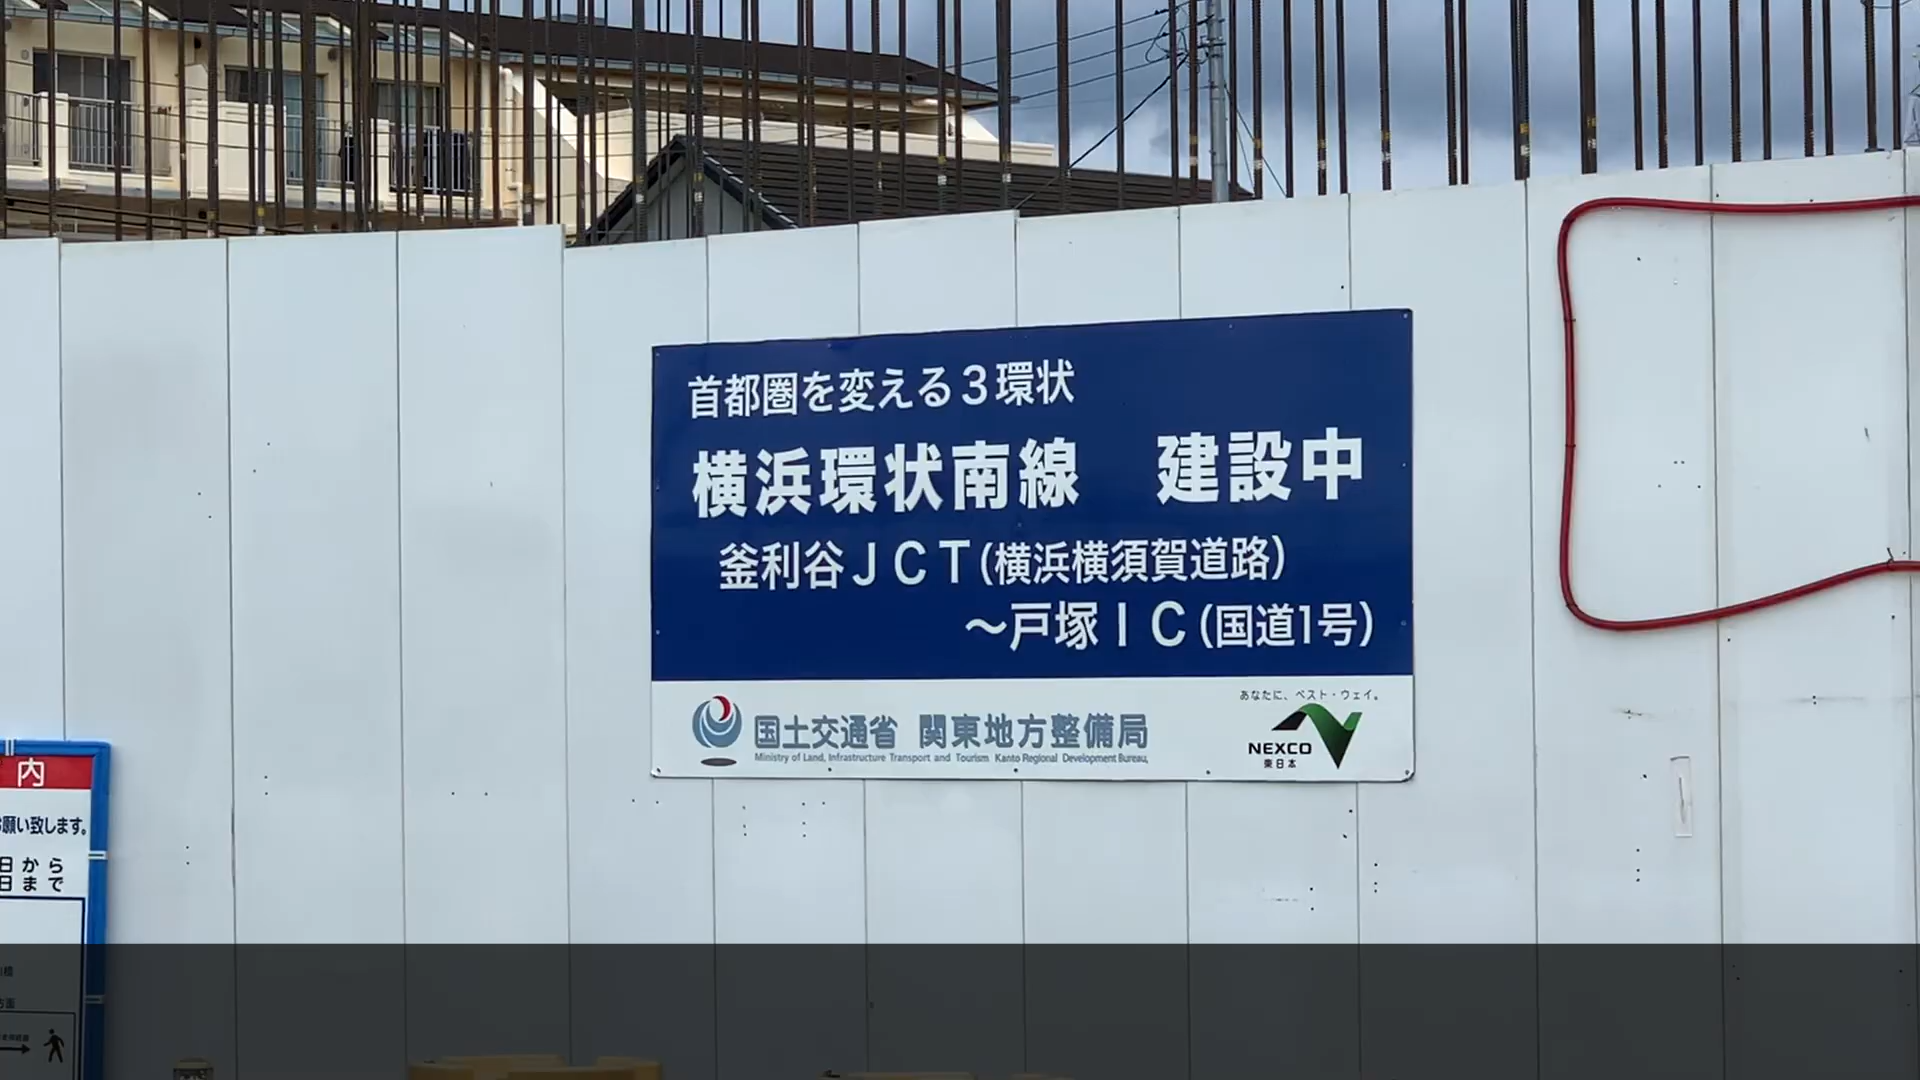 首都圏を変える3環状
横浜環状南線　建設中
釜利谷JCT(横浜横須賀道路)
～戸塚IC(国道1号)
国土交通省 関東地方整備局
Ministry of Land, Infrastructure Transport and Tourism Kanto Regional Development Bureau,
あなたに、ベスト・ウェイ。
NEXCO
東日本
内
願い致します。
日から
日まで